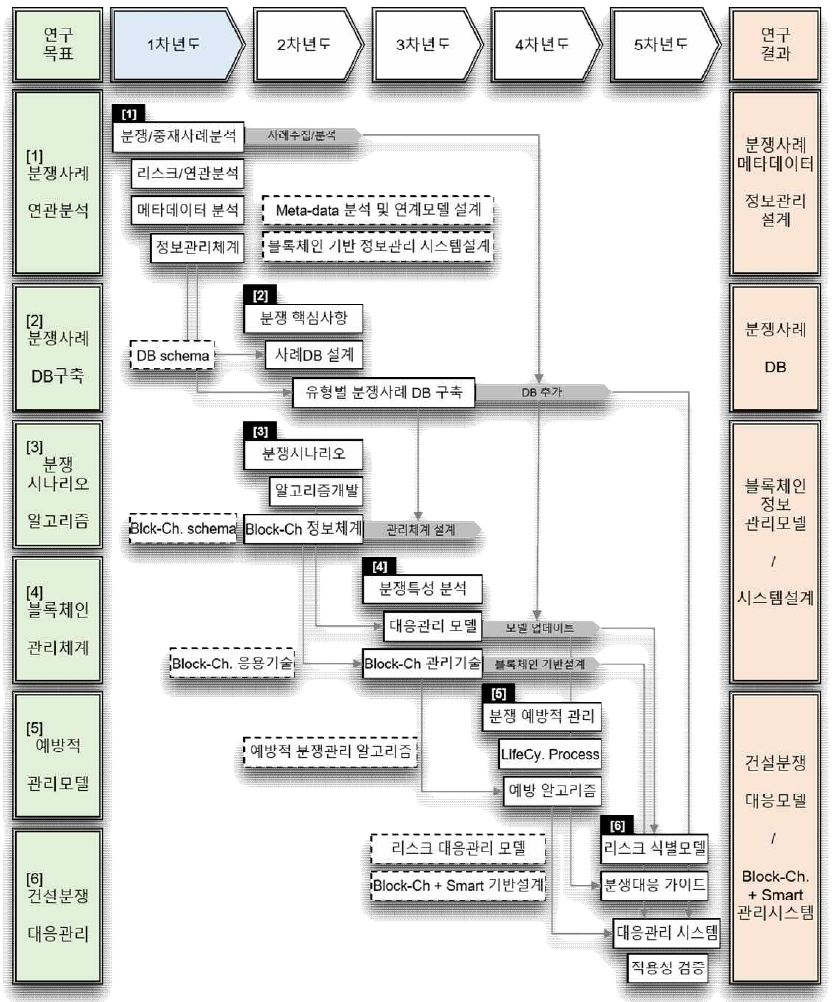 연구
목표
1차년도
2차년도
3차년도
4차년도
5차년도
연구
결과
[1]
분쟁사례
연관분석
[1]
분쟁/중재사례분석
사례수집/분석
리스크/연관분석
메타데이터 분석
Meta-data 분석 및 연계모델 설계
정보관리체계
블록체인 기반 정보관리 시스템설계
분쟁사례
메타데이터
정보관리
설계
[2]
분쟁사례
DB구축
[2]
분쟁 핵심사항
DB schema
사례DB 설계
유형별 분쟁사례 DB 구축
DB 추가
분쟁사례
DB
[3]
분쟁
시나리오
알고리즘
[3]
분쟁시나리오
알고리즘개발
Blck-Ch. schema
Block-Ch 정보체계
관리체계 설계
블록체인
정보
관리모델
/
시스템설계
[4]
블록체인
관리체계
[4]
분쟁특성 분석
대응관리 모델
모델 업데이트
Block-Ch. 응용기술
Block-Ch 관리기술
블록체인 기반설계
[5]
예방적
관리모델
[5]
분쟁 예방적 관리
예방적 분쟁관리 알고리즘
LifeCy. Process
예방 알고리즘
건설분쟁
대응모델
/
Block-Ch.
+ Smart
관리시스템
[6]
건설분쟁
대응관리
[6]
리스크 대응관리 모델
리스크 식별모델
Block-Ch + Smart 기반설계
분쟁대응 가이드
대응관리 시스템
적용성 검증